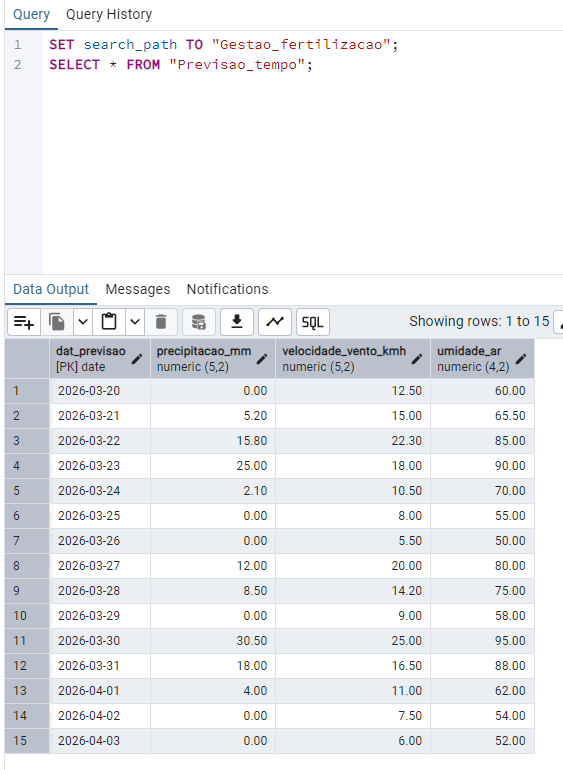 Query Query History
1 SET search_path TO "Gestao_fertilizacao";
2 SELECT * FROM "Previsao_tempo";
Data Output Messages Notifications
SQL Showing rows: 1 to 15
dat_previsao precipitacao_mm velocidade_vento_kmh umidade_ar
[PK] date numeric (5,2) numeric (5,2) numeric (4,2)
1 2026-03-20 0.00 12.50 60.00
2 2026-03-21 5.20 15.00 65.50
3 2026-03-22 15.80 22.30 85.00
4 2026-03-23 25.00 18.00 90.00
5 2026-03-24 2.10 10.50 70.00
6 2026-03-25 0.00 8.00 55.00
7 2026-03-26 0.00 5.50 50.00
8 2026-03-27 12.00 20.00 80.00
9 2026-03-28 8.50 14.20 75.00
10 2026-03-29 0.00 9.00 58.00
11 2026-03-30 30.50 25.00 95.00
12 2026-03-31 18.00 16.50 88.00
13 2026-04-01 4.00 11.00 62.00
14 2026-04-02 0.00 7.50 54.00
15 2026-04-03 0.00 6.00 52.00